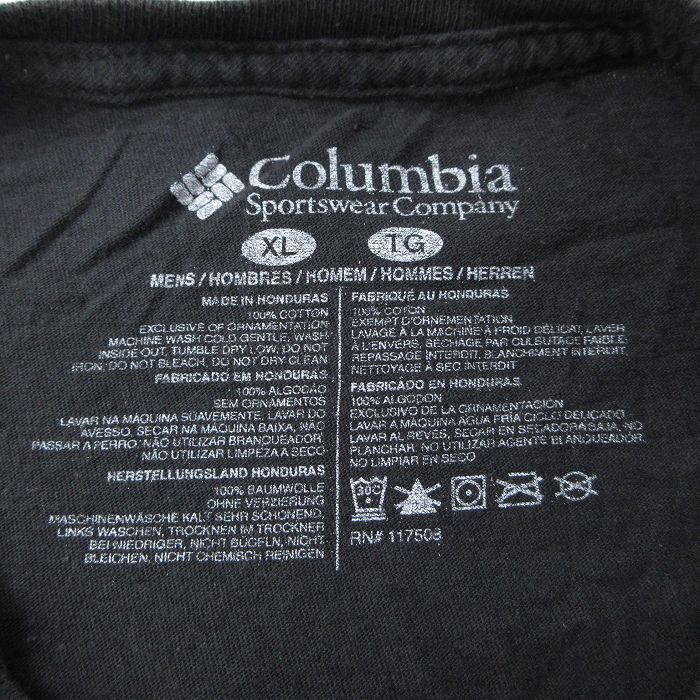 Columbia
Sportswear Company
XL TG
MENS / HOMBRES / HOMEM / HOMMES / HERREN
MADE IN HONDURAS
100% COTTON
EXCLUSIVE OF ORNAMENTATION
MACHINE WASH COLD GENTLE, WASH
INSIDE OUT, TUMBLE DRY LOW, DO NOT
IRON, DO NOT BLEACH, DO NOT DRY CLEAN
FABRICADO EM HONDURAS
100% ALGODÃO
SEM ORNAMENTOS
LAVAR NA MÁQUINA SUAVEMENTE, LAVAR DO
AVESSO, SECAR NA MÁQUINA BAIXA, NÃO
PASSAR A FERRO, NÃO UTILIZAR BRANQUEADOR,
NÃO UTILIZAR LIMPEZA A SECO
HERSTELLUNGSLAND HONDURAS
100% BAUMWOLLE
OHNE VERZIERUNG
MASCHINENWÄSCHE KALT SEHR SCHONEND,
LINKS WASCHEN, TROCKNEN IM TROCKNER
BEI NIEDRIGER, NICHT BÜGELN, NICHT
BLEICHEN, NICHT CHEMISCH REINIGEN
FABRIQUÉ AU HONDURAS
100% COTON
EXEMPT D'ORNEMENTATION
LAVAGE À LA MACHINE À FROID DÉLICAT, LAVER
À L'ENVERS, SÉCHAGE PAR CULBUTAGE FAIBLE,
REPASSAGE INTERDIT, BLANCHIMENT INTERDIT,
NETTOYAGE À SEC INTERDIT
FABRICADO EN HONDURAS
100% ALGODON
EXCLUSIVO DE LA ORNAMENTACIÓN
LAVAR A MAQUINA AGUA FRIA CICLO DELICADO
LAVAR AL REVES, SECAR EN SECADORA BAJA, NO
PLANCHAR, NO UTILIZAR AGENTS BIANQUEADOR,
NO LIMPIAR EN SECO
30C
RN# 117508